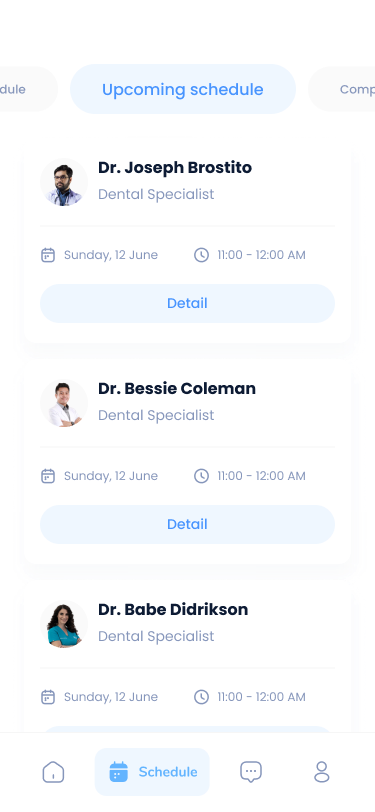 dule
Upcoming schedule
Comp
Dr. Joseph Brostito
Dental Specialist
Sunday, 12 June
11:00 - 12:00 AM
Detail
Dr. Bessie Coleman
Dental Specialist
Sunday, 12 June
11:00 - 12:00 AM
Detail
Dr. Babe Didrikson
Dental Specialist
Sunday, 12 June
11:00 - 12:00 AM
Schedule